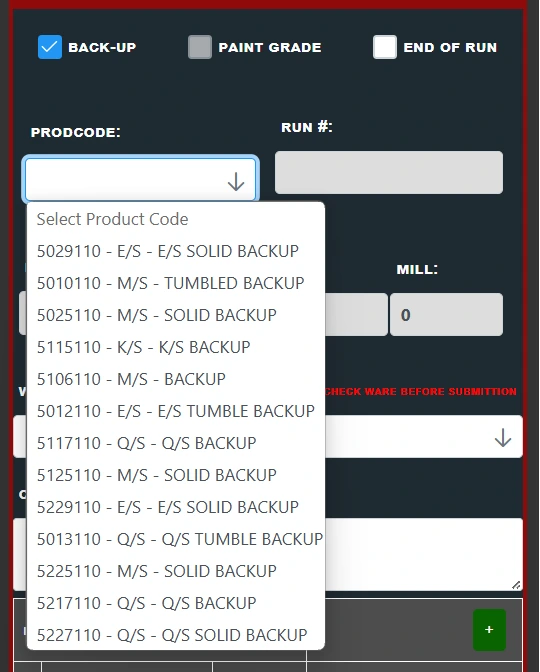 BACK-UP
PAINT GRADE
END OF RUN
PRODCODE:
RUN #:
Select Product Code
5029110 - E/S - E/S SOLID BACKUP
5010110 - M/S - TUMBLED BACKUP
5025110 - M/S - SOLID BACKUP
5115110 - K/S - K/S BACKUP
5106110 - M/S - BACKUP
5012110 - E/S - E/S TUMBLE BACKUP
5117110 - Q/S - Q/S BACKUP
5125110 - M/S - SOLID BACKUP
5229110 - E/S - E/S SOLID BACKUP
5013110 - Q/S - Q/S TUMBLE BACKUP
5225110 - M/S - SOLID BACKUP
5217110 - Q/S - Q/S BACKUP
5227110 - Q/S - Q/S SOLID BACKUP
MILL:
0
CHECK WARE BEFORE SUBMITTION
+